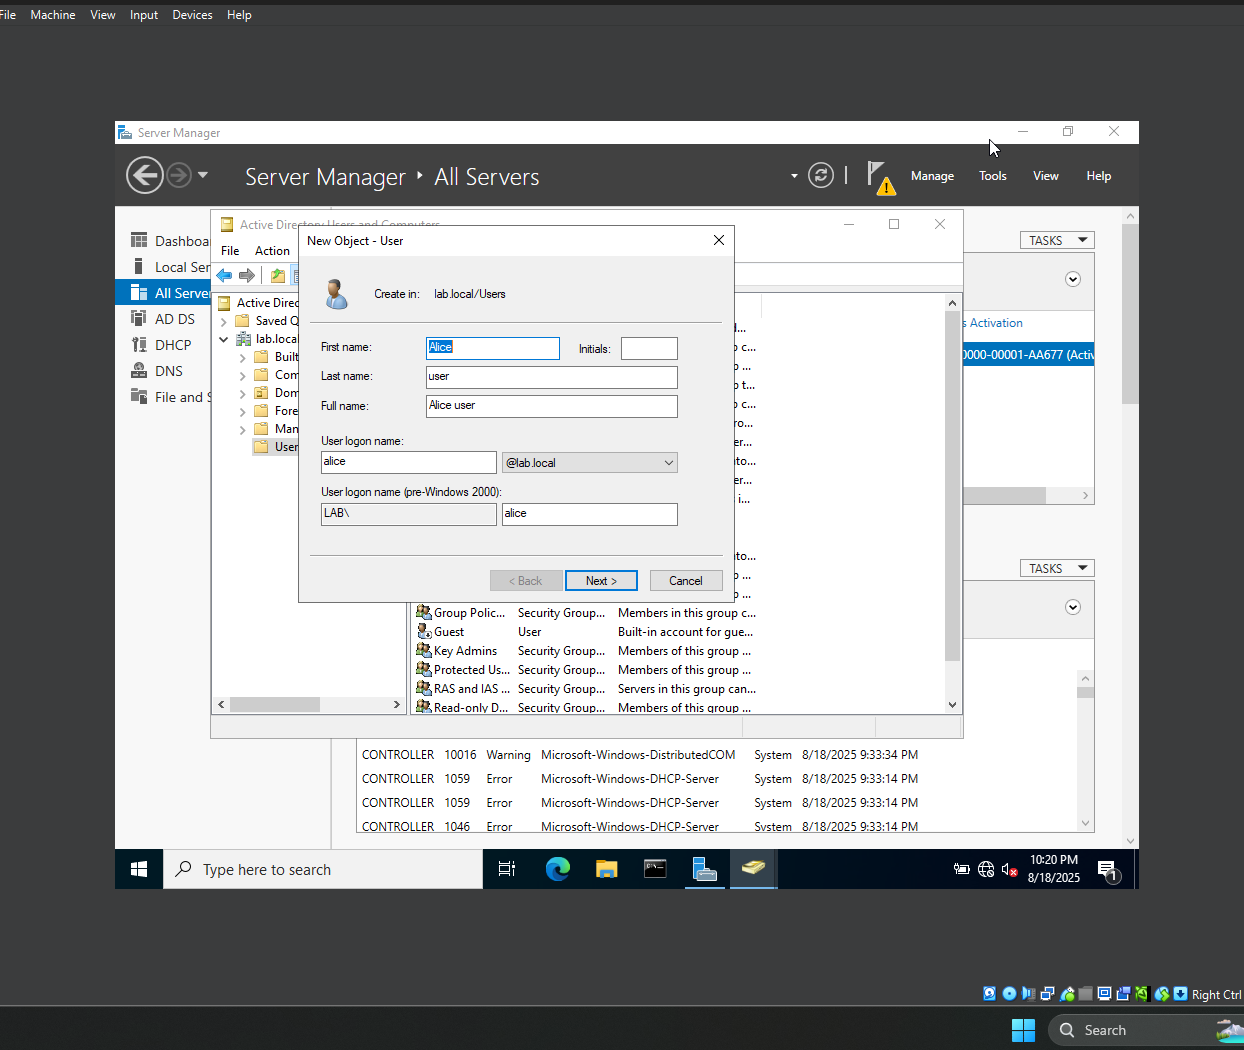 File Machine View Input Devices Help
Server Manager
Server Manager All Servers
Manage Tools View Help
Dashboa
Local Ser
All Server
AD DS
DHCP
DNS
File and S
Active Directory Users and Computers
File Action
Active Direc
Saved Q
lab.local
Built
Com
Dom
Fore
Man
User
New Object - User
Create in: lab.local/Users
First name: Alice Initials:
Last name: user
Full name: Alice user
User logon name:
alice @lab.local
User logon name (pre-Windows 2000):
LAB\ alice
< Back Next > Cancel
d...
p c...
p ...
p t...
p c...
ro...
er...
to...
er...
i...
to...
p ...
p ...
Group Polic... Security Group... Members in this group c...
Guest User Built-in account for gue...
Key Admins Security Group... Members of this group ...
Protected Us... Security Group... Members of this group ...
RAS and IAS ... Security Group... Servers in this group can...
Read-only D... Security Group... Members of this group ...
TASKS
s Activation
0000-00001-AA677 (Activ
TASKS
CONTROLLER 10016 Warning Microsoft-Windows-DistributedCOM System 8/18/2025 9:33:34 PM
CONTROLLER 1059 Error Microsoft-Windows-DHCP-Server System 8/18/2025 9:33:14 PM
CONTROLLER 1059 Error Microsoft-Windows-DHCP-Server System 8/18/2025 9:33:14 PM
CONTROLLER 1046 Error Microsoft-Windows-DHCP-Server System 8/18/2025 9:33:14 PM
Type here to search
10:20 PM
8/18/2025
1
Right Ctrl
Search